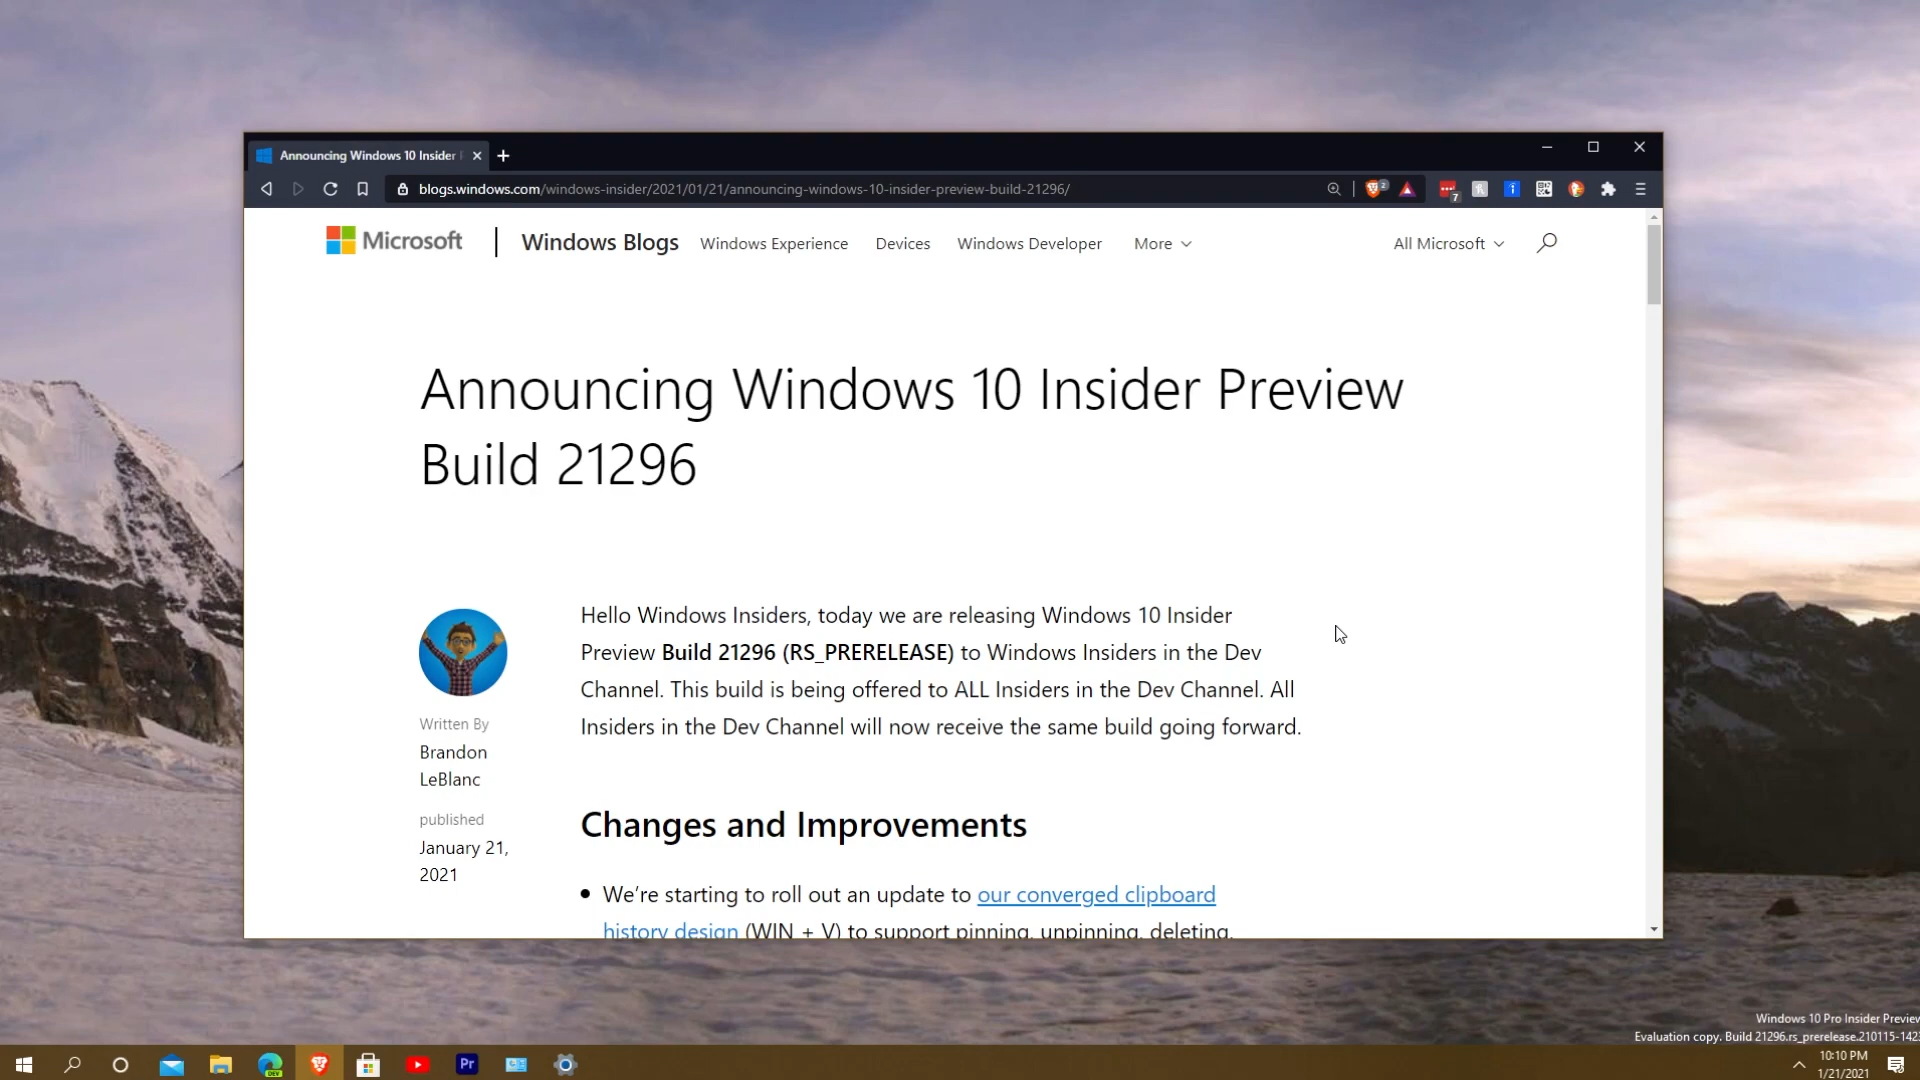 Announcing Windows 10 Insider
blogs.windows.com/windows-insider/2021/01/21/announcing-windows-10-insider-preview-build-21296/
2
7
Microsoft
Windows Blogs
Windows Experience
Devices
Windows Developer
More
All Microsoft
Announcing Windows 10 Insider Preview
Build 21296
Hello Windows Insiders, today we are releasing Windows 10 Insider
Preview Build 21296 (RS_PRERELEASE) to Windows Insiders in the Dev
Channel. This build is being offered to ALL Insiders in the Dev Channel. All
Insiders in the Dev Channel will now receive the same build going forward.
Written By
Brandon
LeBlanc
published
January 21,
2021
Changes and Improvements
• We’re starting to roll out an update to our converged clipboard
history design (WIN + V) to support pinning, unpinning, deleting,
Windows 10 Pro Insider Preview
Evaluation copy. Build 21296.rs_prerelease.210115-142
DEV
Pr
10:10 PM
1/21/2021